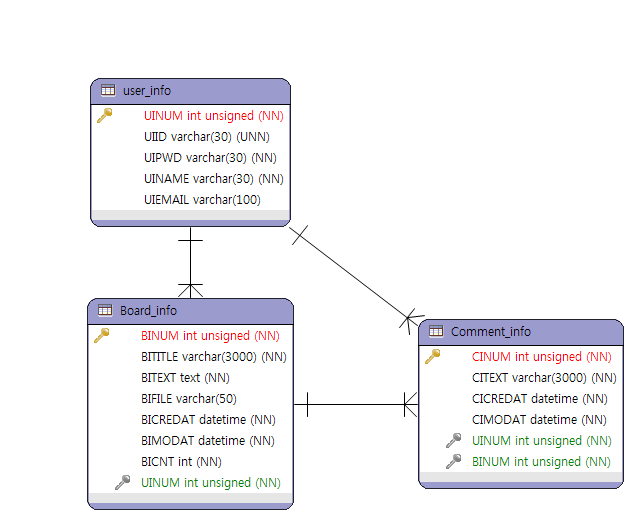 user_info
UINUM int unsigned (NN)
UIID varchar(30) (UNN)
UIPWD varchar(30) (NN)
UINAME varchar(30) (NN)
UIEMAIL varchar(100)
Board_info
BINUM int unsigned (NN)
BITITLE varchar(3000) (NN)
BITEXT text (NN)
BIFILE varchar(50)
BICREDAT datetime (NN)
BIMODAT datetime (NN)
BICNT int (NN)
UINUM int unsigned (NN)
Comment_info
CINUM int unsigned (NN)
CITEXT varchar(3000) (NN)
CICREDAT datetime (NN)
CIMODAT datetime (NN)
UINUM int unsigned (NN)
BINUM int unsigned (NN)